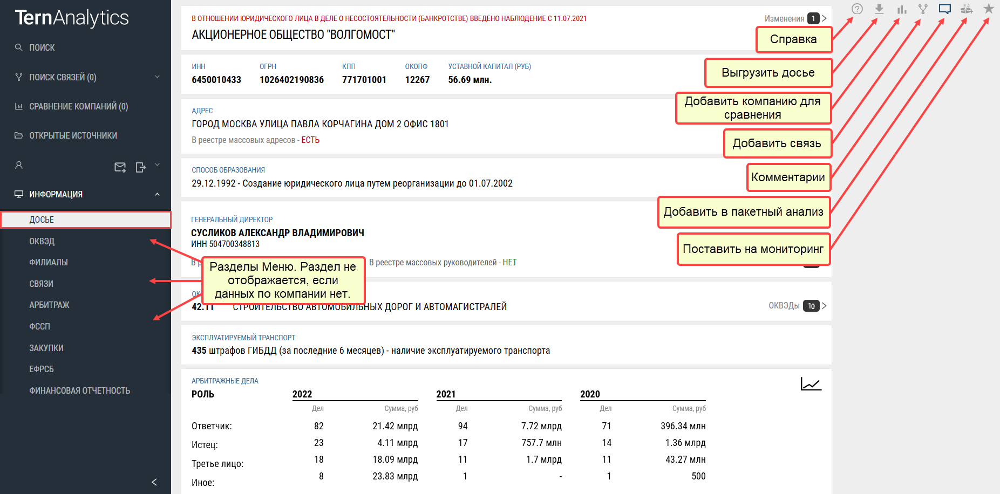 TernAnalytics
ПОИСК
ПОИСК СВЯЗЕЙ (0)
СРАВНЕНИЕ КОМПАНИЙ (0)
ОТКРЫТЫЕ ИСТОЧНИКИ
ИНФОРМАЦИЯ
ДОСЬЕ
ОКВЭД
ФИЛИАЛЫ
СВЯЗИ
АРБИТРАЖ
ФССП
ЗАКУПКИ
ЕФРСБ
ФИНАНСОВАЯ ОТЧЕТНОСТЬ
Разделы Меню. Раздел не
отображается, если
данных по компании нет.
В ОТНОШЕНИИ ЮРИДИЧЕСКОГО ЛИЦА В ДЕЛЕ О НЕСОСТОЯТЕЛЬНОСТИ (БАНКРОТСТВЕ) ВВЕДЕНО НАБЛЮДЕНИЕ С 11.07.2021
Изменения 1
АКЦИОНЕРНОЕ ОБЩЕСТВО "ВОЛГОМОСТ"
ИНН ОГРН КПП ОКОПФ УСТАВНОЙ КАПИТАЛ (РУБ)
6450010433 1026402190836 771701001 12267 56.69 млн.
АДРЕС
ГОРОД МОСКВА УЛИЦА ПАВЛА КОРЧАГИНА ДОМ 2 ОФИС 1801
В реестре массовых адресов - ЕСТЬ
СПОСОБ ОБРАЗОВАНИЯ
29.12.1992 - Создание юридического лица путем реорганизации до 01.07.2002
ГЕНЕРАЛЬНЫЙ ДИРЕКТОР
СУСЛИКОВ АЛЕКСАНДР ВЛАДИМИРОВИЧ
ИНН 504700348813
В реестре массовых руководителей - НЕТ
42.11 СТРОИТЕЛЬСТВО АВТОМОБИЛЬНЫХ ДОРОГ И АВТОМАГИСТРАЛЕЙ
ОКВЭДы 10
ЭКСПЛУАТИРУЕМЫЙ ТРАНСПОРТ
435 штрафов ГИБДД (за последние 6 месяцев) - наличие эксплуатируемого транспорта
АРБИТРАЖНЫЕ ДЕЛА
РОЛЬ 2022 2021 2020
Дел Сумма, руб Дел Сумма, руб Дел Сумма, руб
Ответчик: 82 21.42 млрд 94 7.72 млрд 71 396.34 млн
Истец: 23 4.11 млрд 17 757.7 млн 14 1.36 млрд
Третье лицо: 18 18.09 млрд 11 1.7 млрд 11 43.27 млн
Иное: 8 23.83 млрд 1 - 1 500
Справка
Выгрузить досье
Добавить компанию для
сравнения
Добавить связь
Комментарии
Добавить в пакетный анализ
Поставить на мониторинг